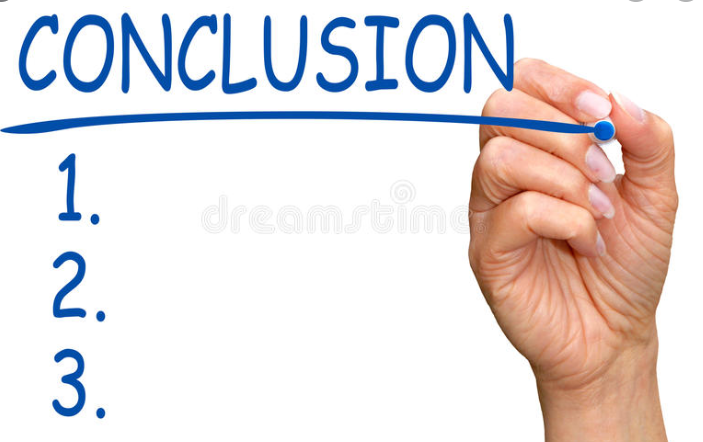 CONCLUSION
1.
dreamstime
2.
3.